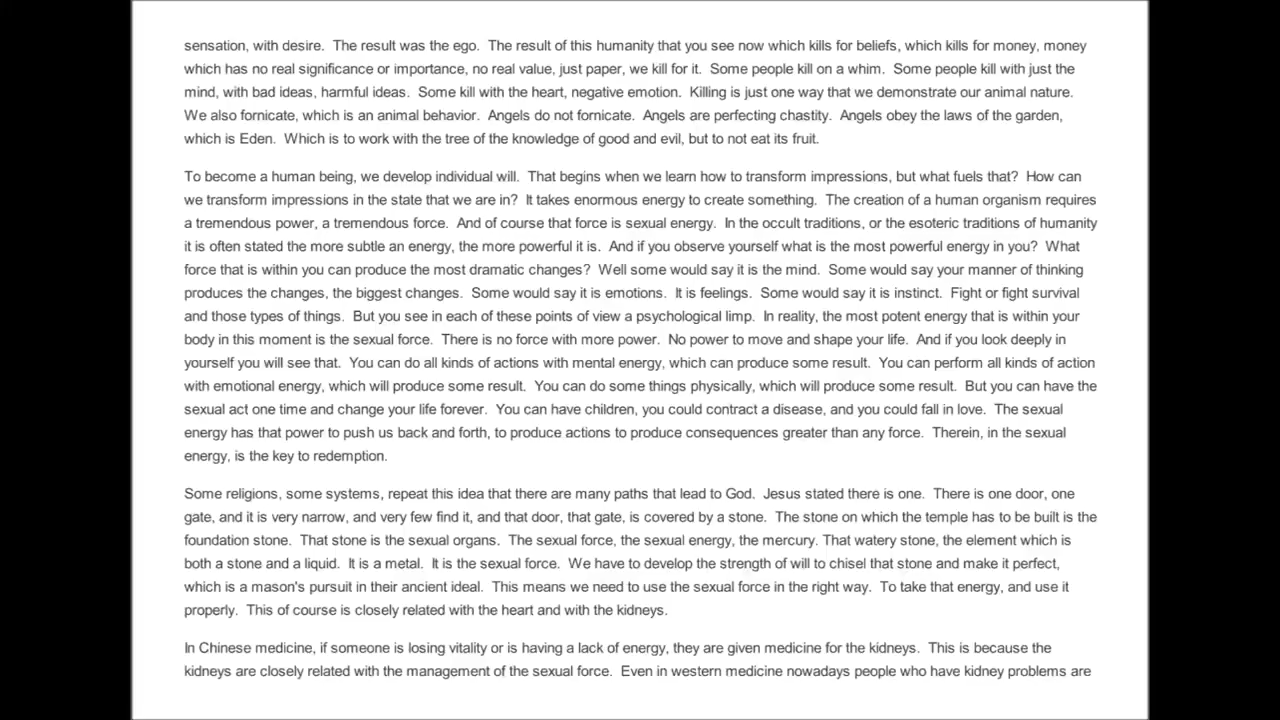 sensation, with desire.  The result was the ego.  The result of this humanity that you see now which kills for beliefs, which kills for money, money
which has no real significance or importance, no real value, just paper, we kill for it.  Some people kill on a whim.  Some people kill with just the
mind, with bad ideas, harmful ideas.  Some kill with the heart, negative emotion.  Killing is just one way that we demonstrate our animal nature.
We also fornicate, which is an animal behavior.  Angels do not fornicate.  Angels are perfecting chastity.  Angels obey the laws of the garden,
which is Eden.  Which is to work with the tree of the knowledge of good and evil, but to not eat its fruit.
To become a human being, we develop individual will.  That begins when we learn how to transform impressions, but what fuels that?  How can
we transform impressions in the state that we are in?  It takes enormous energy to create something.  The creation of a human organism requires
a tremendous power, a tremendous force.  And of course that force is sexual energy.  In the occult traditions, or the esoteric traditions of humanity
it is often stated the more subtle an energy, the more powerful it is.  And if you observe yourself what is the most powerful energy in you?  What
force that is within you can produce the most dramatic changes?  Well some would say it is the mind.  Some would say your manner of thinking
produces the changes, the biggest changes.  Some would say it is emotions.  It is feelings.  Some would say it is instinct.  Fight or fight survival
and those types of things.  But you see in each of these points of view a psychological limp.  In reality, the most potent energy that is within your
body in this moment is the sexual force.  There is no force with more power.  No power to move and shape your life.  And if you look deeply in
yourself you will see that.  You can do all kinds of actions with mental energy, which can produce some result.  You can perform all kinds of action
with emotional energy, which will produce some result.  You can do some things physically, which will produce some result.  But you can have the
sexual act one time and change your life forever.  You can have children, you could contract a disease, and you could fall in love.  The sexual
energy has that power to push us back and forth, to produce actions to produce consequences greater than any force.  Therein, in the sexual
energy, is the key to redemption.
Some religions, some systems, repeat this idea that there are many paths that lead to God.  Jesus stated there is one.  There is one door, one
gate, and it is very narrow, and very few find it, and that door, that gate, is covered by a stone.  The stone on which the temple has to be built is the
foundation stone.  That stone is the sexual organs.  The sexual force, the sexual energy, the mercury. That watery stone, the element which is
both a stone and a liquid.  It is a metal.  It is the sexual force.  We have to develop the strength of will to chisel that stone and make it perfect,
which is a mason's pursuit in their ancient ideal.  This means we need to use the sexual force in the right way.  To take that energy, and use it
properly.  This of course is closely related with the heart and with the kidneys.
In Chinese medicine, if someone is losing vitality or is having a lack of energy, they are given medicine for the kidneys.  This is because the
kidneys are closely related with the management of the sexual force.  Even in western medicine nowadays people who have kidney problems are